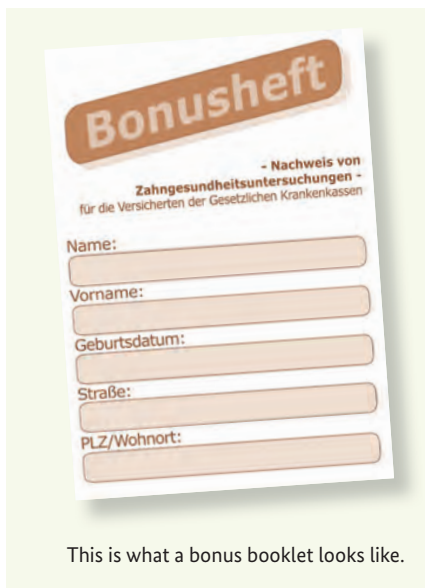 Bonusheft
- Nachweis von
Zahngesundheitsuntersuchungen -
für die Versicherten der Gesetzlichen Krankenkassen
Name:
Vorname:
Geburtsdatum:
Straße:
PLZ/Wohnort:
This is what a bonus booklet looks like.